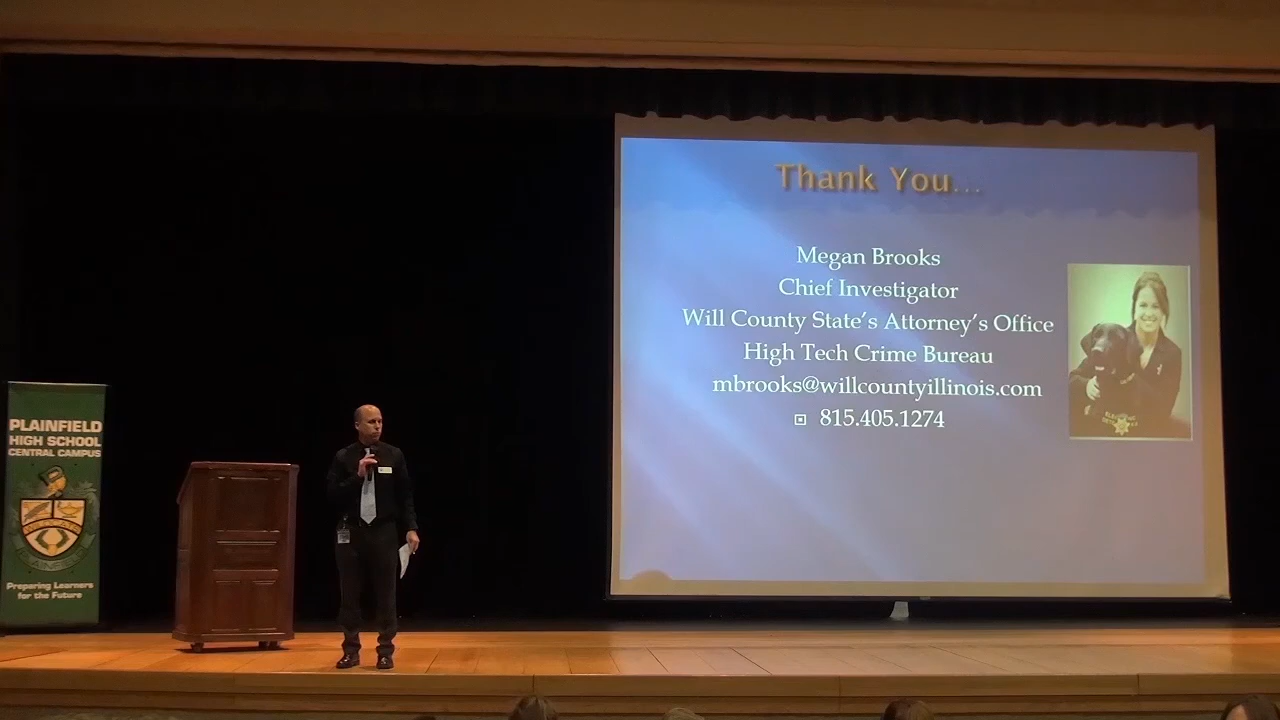 Thank You...
Megan Brooks
Chief Investigator
Will County State's Attorney's Office
High Tech Crime Bureau
mbrooks@willcountyillinois.com
815.405.1274
PLAINFIELD
HIGH SCHOOL
CENTRAL CAMPUS
PLAINFIELD
Preparing Learners
for the Future